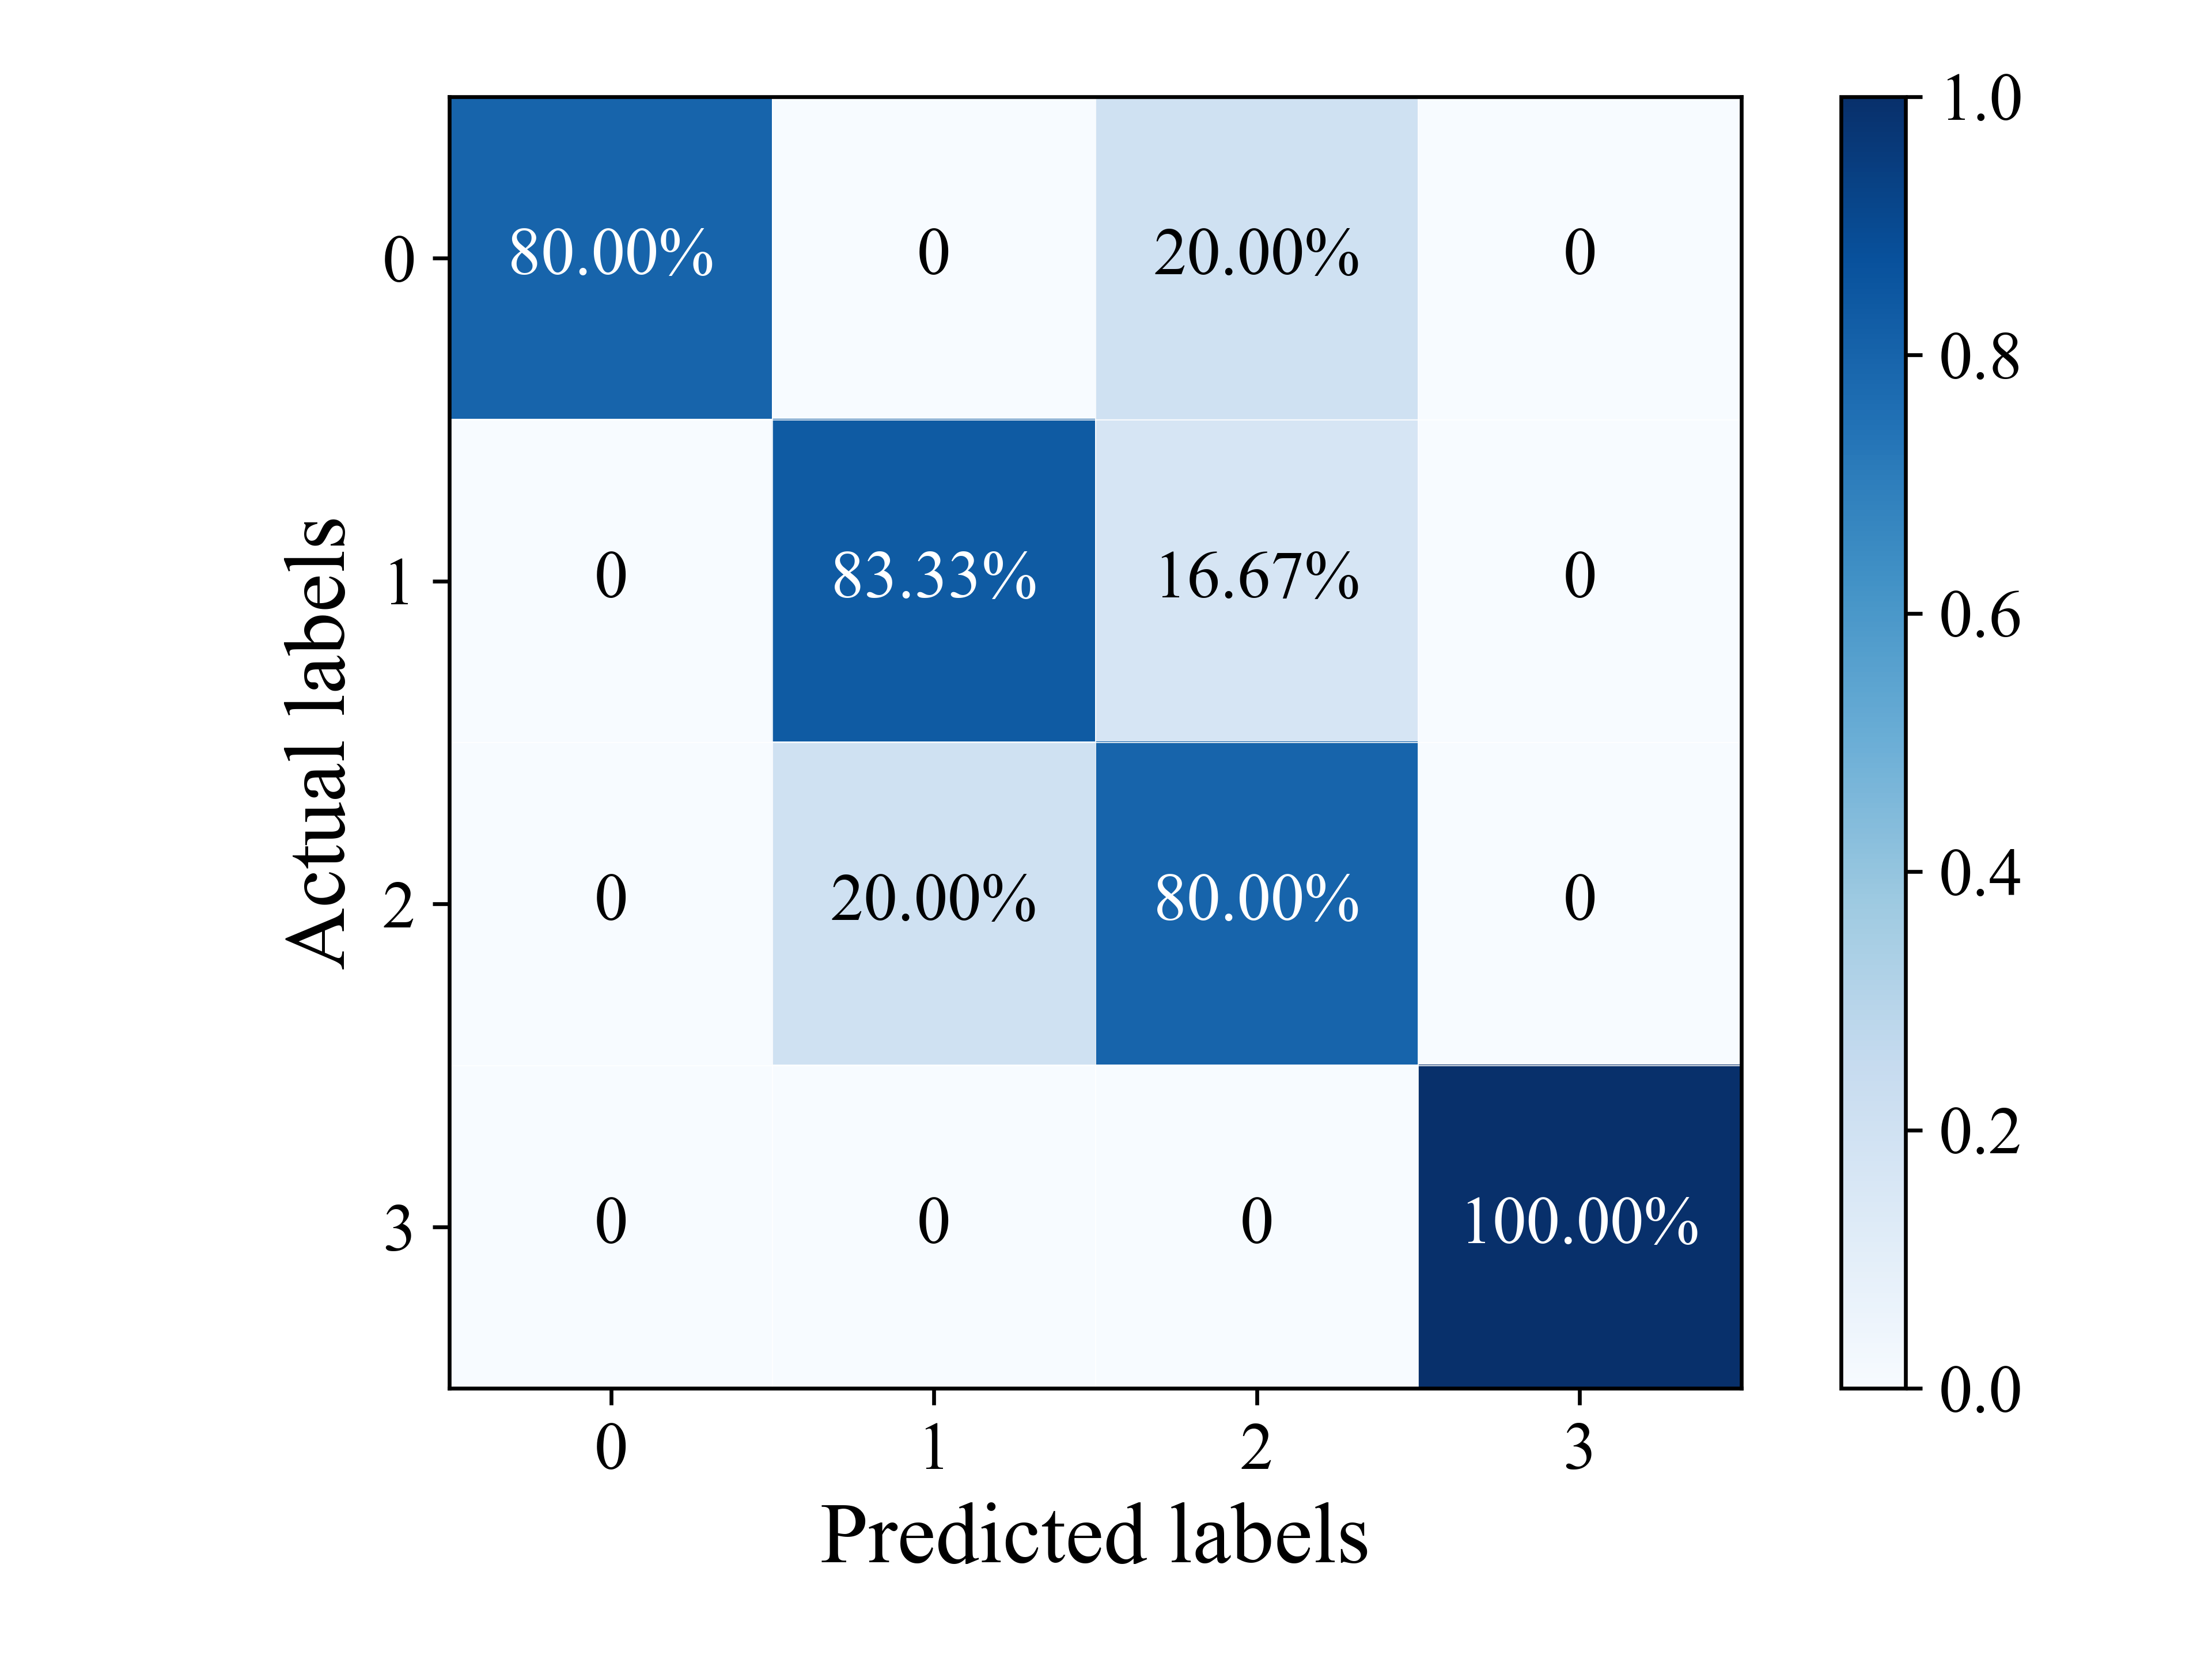 Actual labels
0 80.00% 0 20.00% 0
1 0 83.33% 16.67% 0
2 0 20.00% 80.00% 0
3 0 0 0 100.00%
0 1 2 3
Predicted labels
1.0
0.8
0.6
0.4
0.2
0.0